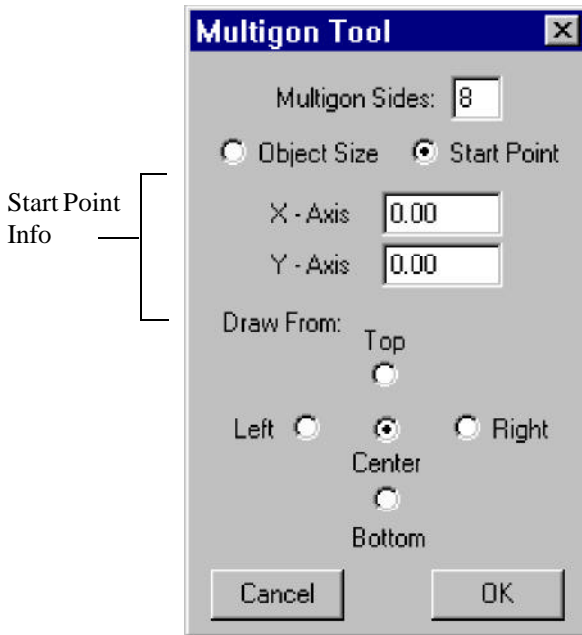 Multigon Tool
Multigon Sides: 8
Object Size Start Point
Start Point
Info
X - Axis 0.00
Y - Axis 0.00
Draw From:
Top
Left Right
Center
Bottom
Cancel OK